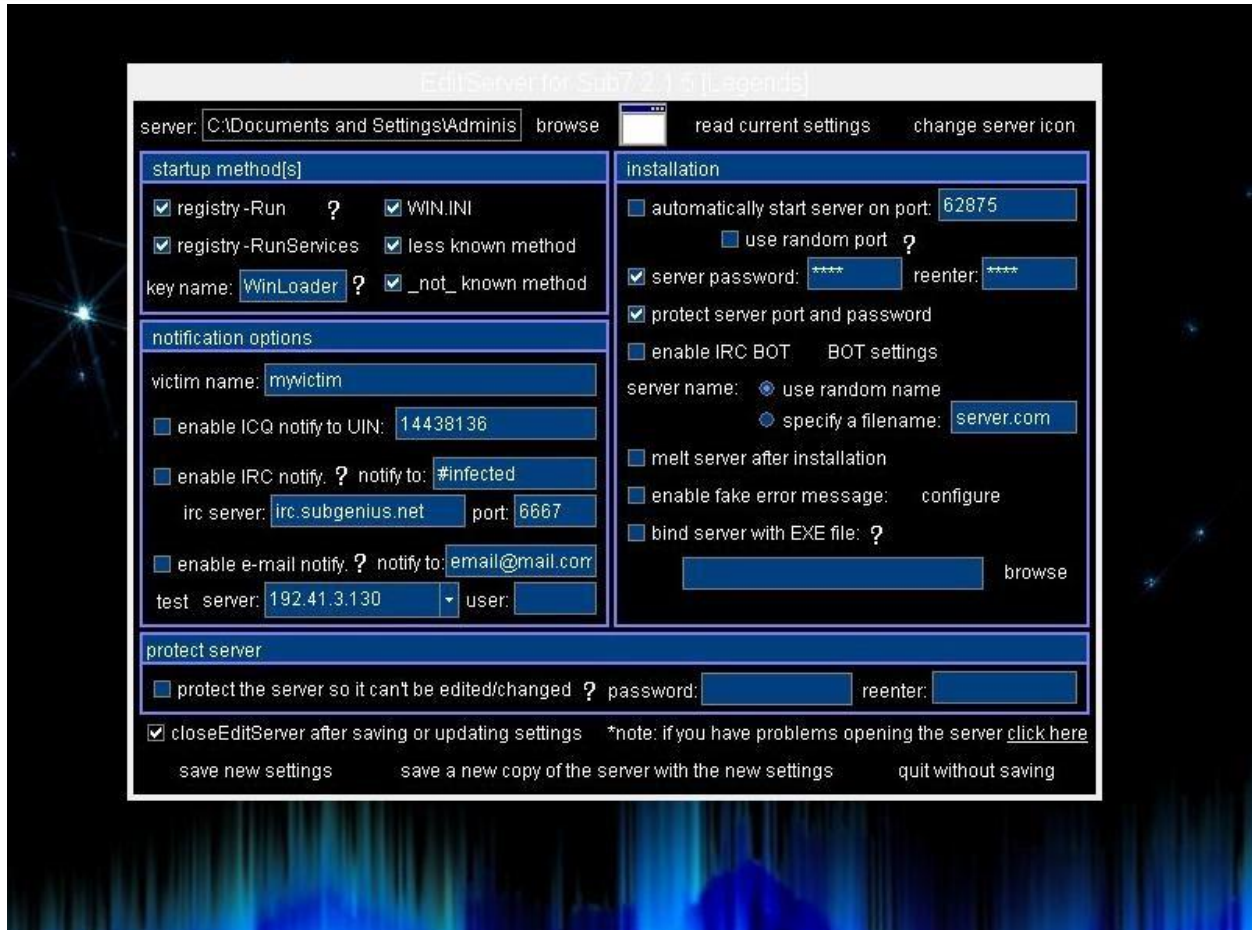 EditServer for Sub7 2.1.5 [Legends]
server: C:\Documents and Settings\Adminis browse read current settings change server icon
startup method[s]
registry -Run ? WIN.INI
registry -RunServices less known method
key name: WinLoader ? _not_ known method
notification options
victim name: myvictim
enable ICQ notify to UIN: 14438136
enable IRC notify. ? notify to: #infected
irc server: irc.subgenius.net port: 6667
enable e-mail notify. ? notify to: email@mail.com
test server: 192.41.3.130 user:
installation
automatically start server on port: 62875
use random port ?
server password: **** reenter: ****
protect server port and password
enable IRC BOT BOT settings
server name: use random name
specify a filename: server.com
melt server after installation
enable fake error message: configure
bind server with EXE file: ?
browse
protect server
protect the server so it can't be edited/changed ? password: reenter:
closeEditServer after saving or updating settings *note: if you have problems opening the server click here
save new settings save a new copy of the server with the new settings quit without saving